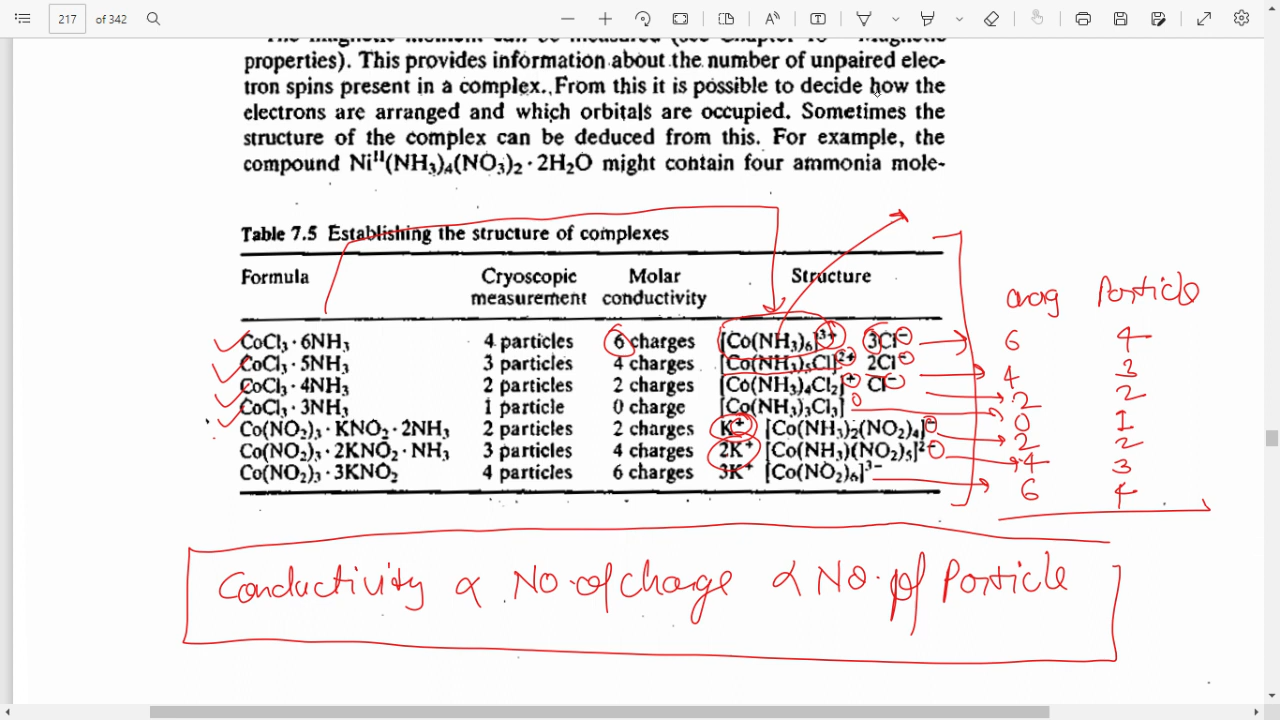 217 of 342
properties). This provides information about the number of unpaired elec-
tron spins present in a complex. From this it is possible to decide how the
electrons are arranged and which orbitals are occupied. Sometimes the
structure of the complex can be deduced from this. For example, the
compound Niᴵᴵ(NH₃)₄(NO₃)₂ · 2H₂O might contain four ammonia mole-
Table 7.5 Establishing the structure of complexes
Formula Cryoscopic measurement Molar conductivity Structure
CoCl₃ · 6NH₃ 4 particles 6 charges [Co(NH₃)₆]³⁺ 3Cl⁻ 6 4
CoCl₃ · 5NH₃ 3 particles 4 charges [Co(NH₃)₅Cl]²⁺ 2Cl⁻ 4 3
CoCl₃ · 4NH₃ 2 particles 2 charges [Co(NH₃)₄Cl₂]⁺ Cl⁻ 2 2
CoCl₃ · 3NH₃ 1 particle 0 charge [Co(NH₃)₃Cl₃] 0 0 1
Co(NO₂)₃ · KNO₂ · 2NH₃ 2 particles 2 charges K⁺ [Co(NH₃)₂(NO₂)₄]⁻ 2 2
Co(NO₂)₃ · 2KNO₂ · NH₃ 3 particles 4 charges 2K⁺ [Co(NH₃)(NO₂)₅]²⁻ 4 3
Co(NO₂)₃ · 3KNO₂ 4 particles 6 charges 3K⁺ [Co(NO₂)₆]³⁻ 6 4
Particle
Conductivity ∝ No. of charge ∝ No. of Particle